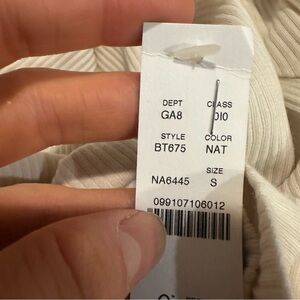 DEPT CLASS
GA8 010
STYLE COLOR
BT675 NAT
SIZE
NA6445 S
099107106012